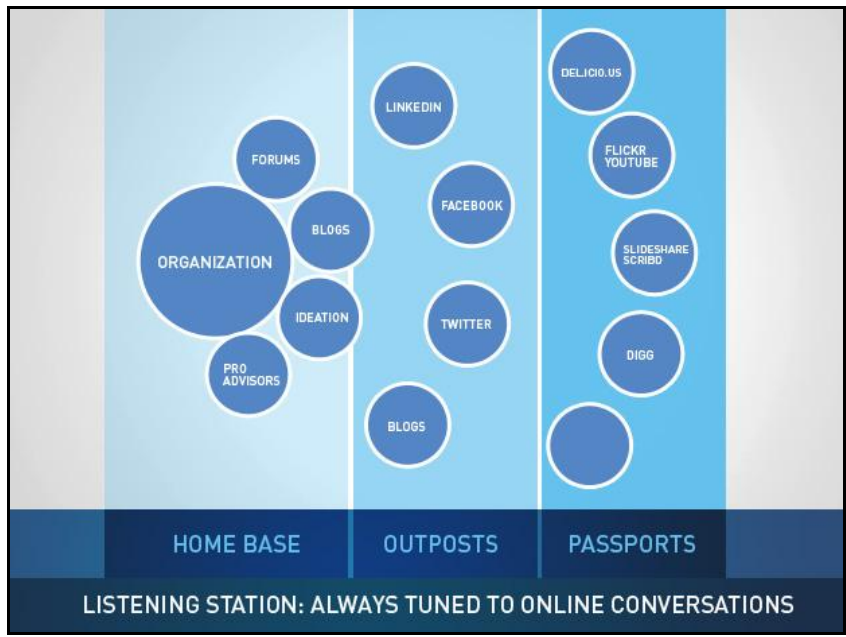 FORUMS
BLOGS
ORGANIZATION
IDEATION
PRO
ADVISORS
LINKEDIN
FACEBOOK
TWITTER
BLOGS
DEL.ICIO.US
FLICKR
YOUTUBE
SLIDESHARE
SCRIBD
DIGG
HOME BASE
OUTPOSTS
PASSPORTS
LISTENING STATION: ALWAYS TUNED TO ONLINE CONVERSATIONS